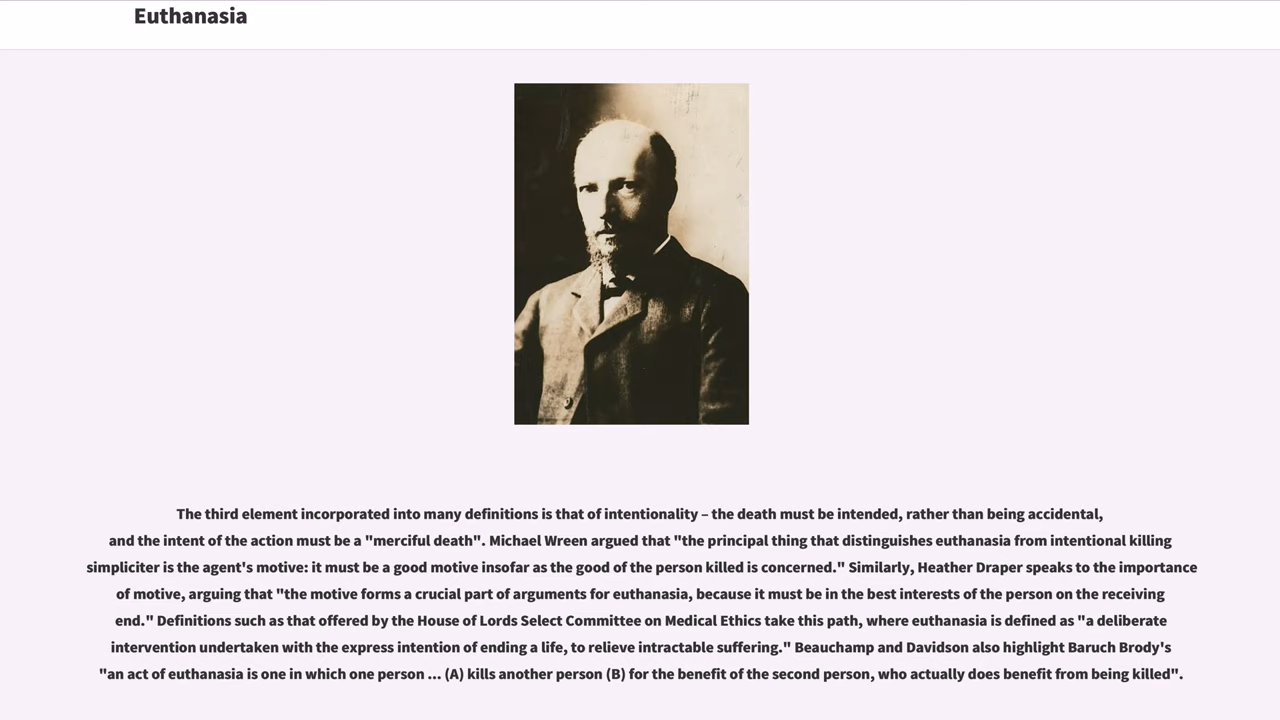 Euthanasia
The third element incorporated into many definitions is that of intentionality – the death must be intended, rather than being accidental,
and the intent of the action must be a "merciful death". Michael Wreen argued that "the principal thing that distinguishes euthanasia from intentional killing
simpliciter is the agent's motive: it must be a good motive insofar as the good of the person killed is concerned." Similarly, Heather Draper speaks to the importance
of motive, arguing that "the motive forms a crucial part of arguments for euthanasia, because it must be in the best interests of the person on the receiving
end." Definitions such as that offered by the House of Lords Select Committee on Medical Ethics take this path, where euthanasia is defined as "a deliberate
intervention undertaken with the express intention of ending a life, to relieve intractable suffering." Beauchamp and Davidson also highlight Baruch Brody's
"an act of euthanasia is one in which one person ... (A) kills another person (B) for the benefit of the second person, who actually does benefit from being killed".